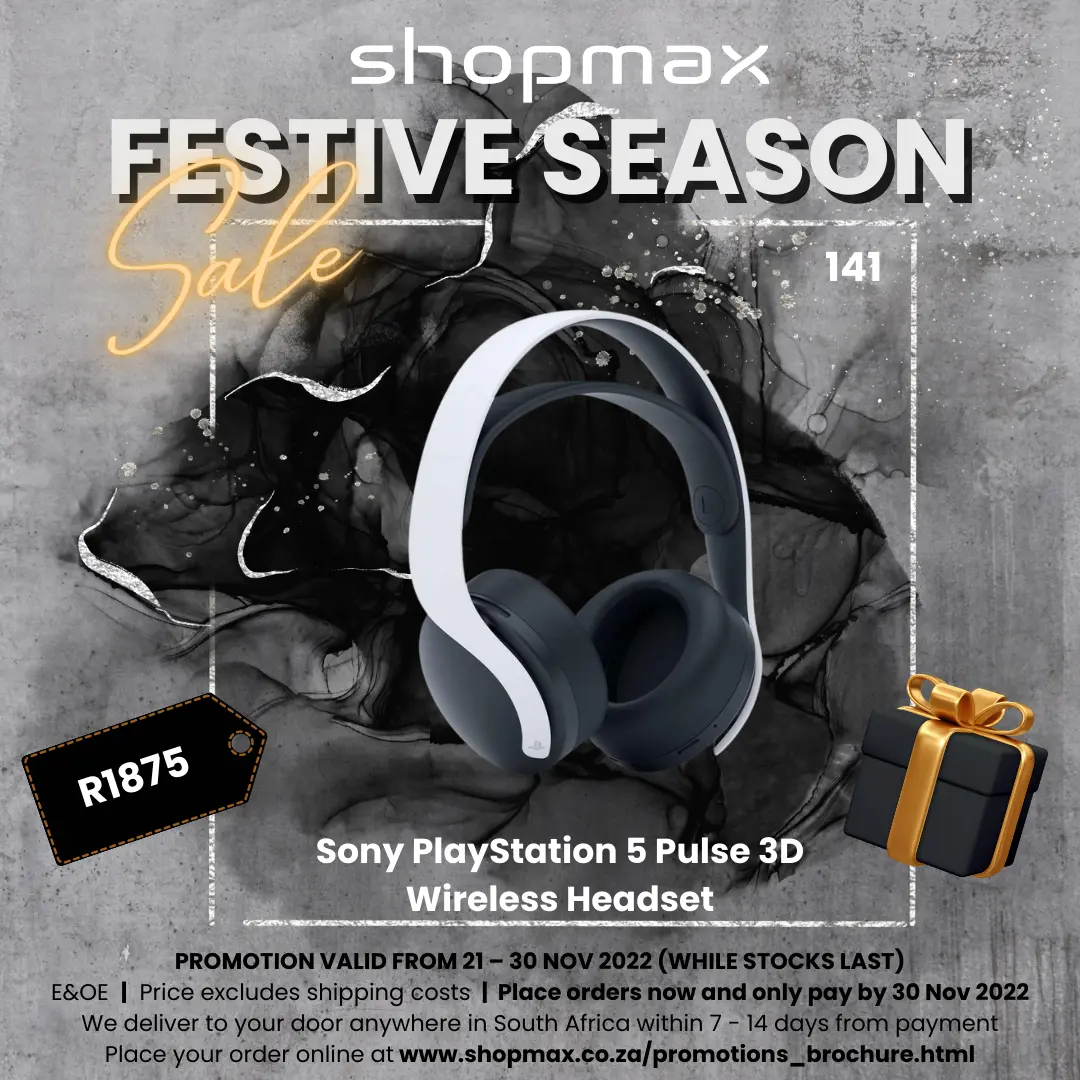 shopmax
FESTIVE SEASON
Sale
141
R1875
Sony PlayStation 5 Pulse 3D
Wireless Headset
PROMOTION VALID FROM 21 – 30 NOV 2022 (WHILE STOCKS LAST)
E&OE | Price excludes shipping costs | Place orders now and only pay by 30 Nov 2022
We deliver to your door anywhere in South Africa within 7 - 14 days from payment
Place your order online at www.shopmax.co.za/promotions_brochure.html